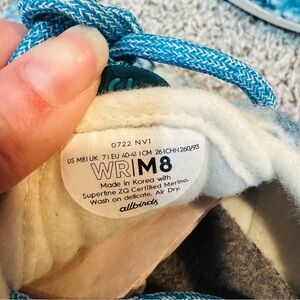 0722 NV1
US M8 | UK 7 | EU 40-41 | CM 26 | CHN 260/95
WR|M8
Made in Korea with
Superfine ZQ Certified Merino.
Wash on delicate, Air Dry.
allbirds